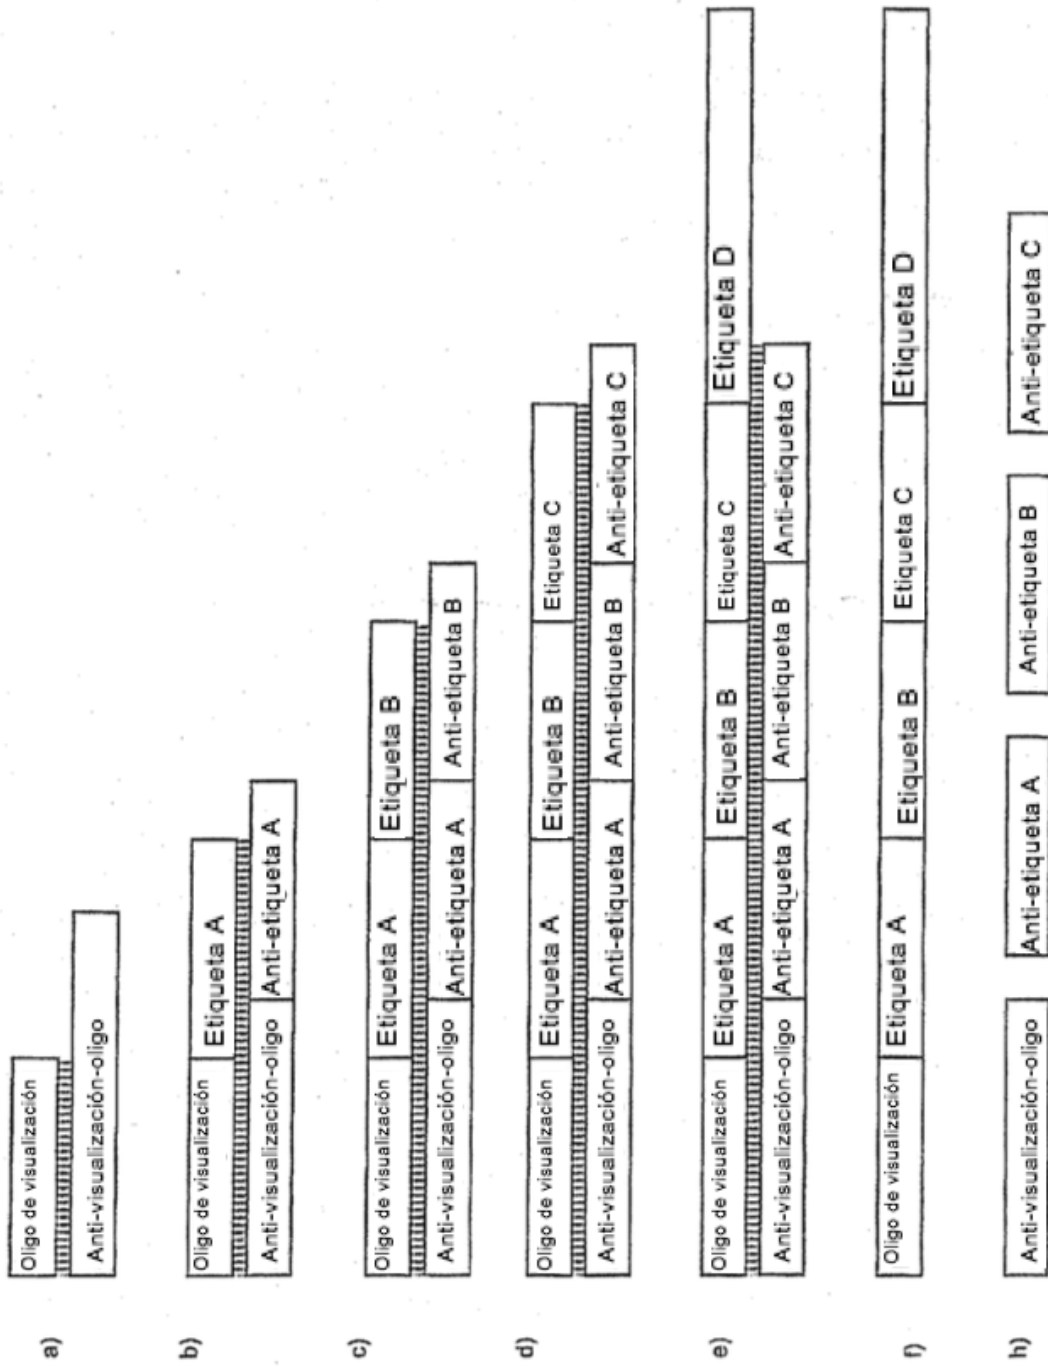 a)
Oligo de visualización
Anti-visualización-oligo
b)
Oligo de visualización
Etiqueta A
Anti-visualización-oligo
Anti-etiqueta A
c)
Oligo de visualización
Etiqueta A
Etiqueta B
Anti-visualización-oligo
Anti-etiqueta A
Anti-etiqueta B
d)
Oligo de visualización
Etiqueta A
Etiqueta B
Etiqueta C
Anti-visualización-oligo
Anti-etiqueta A
Anti-etiqueta B
Anti-etiqueta C
e)
Oligo de visualización
Etiqueta A
Etiqueta B
Etiqueta C
Etiqueta D
Anti-visualización-oligo
Anti-etiqueta A
Anti-etiqueta B
Anti-etiqueta C
f)
Oligo de visualización
Etiqueta A
Etiqueta B
Etiqueta C
Etiqueta D
h)
Anti-visualización-oligo
Anti-etiqueta A
Anti-etiqueta B
Anti-etiqueta C